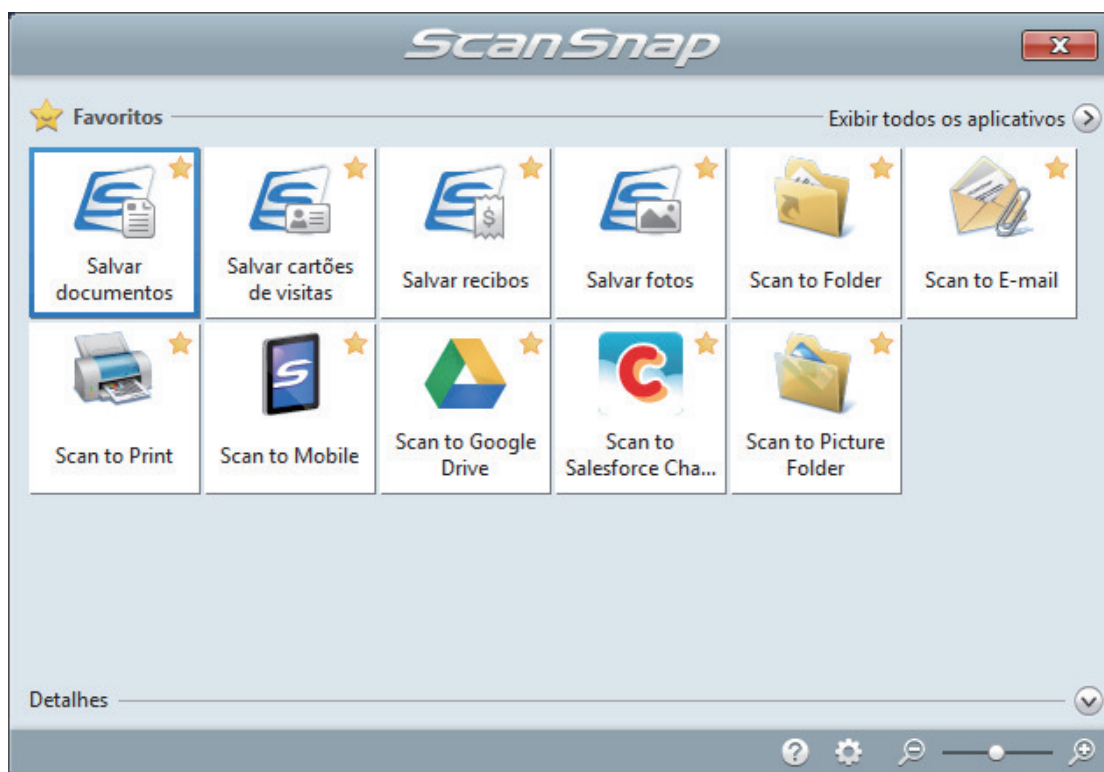 ScanSnap
Favoritos
Exibir todos os aplicativos
Salvar
documentos
Salvar cartões
de visitas
Salvar recibos
Salvar fotos
Scan to Folder
Scan to E-mail
Scan to Print
Scan to Mobile
Scan to Google
Drive
Scan to
Salesforce Cha...
Scan to Picture
Folder
Detalhes